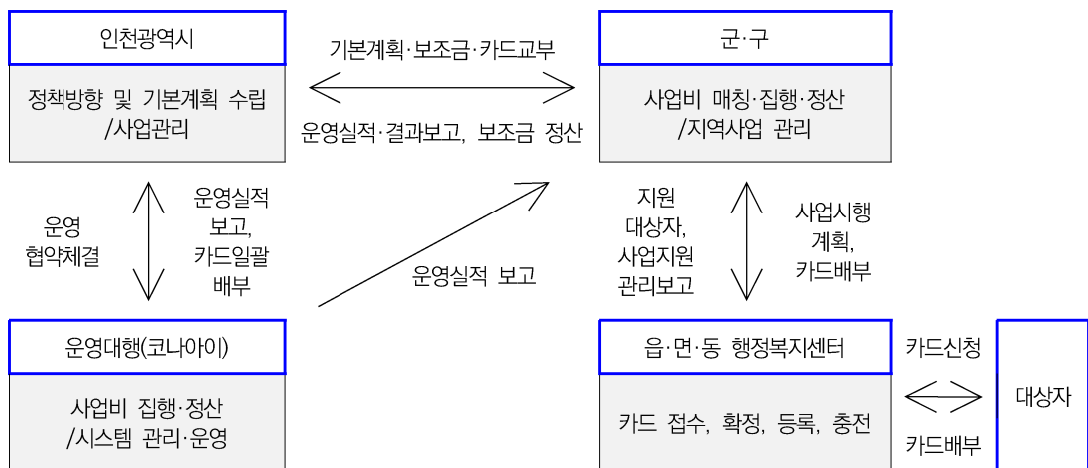 인천광역시
정책방향 및 기본계획 수립
/사업관리
기본계획·보조금·카드교부
운영실적·결과보고, 보조금 정산
군·구
사업비 매칭·집행·정산
/지역사업 관리
운영
협약체결
운영실적
보고,
카드일괄
배부
운영실적 보고
지원
대상자,
사업지원
관리보고
사업시행
계획,
카드배부
운영대행(코나아이)
사업비 집행·정산
/시스템 관리·운영
읍·면·동 행정복지센터
카드 접수, 확정, 등록, 충전
카드신청
카드배부
대상자